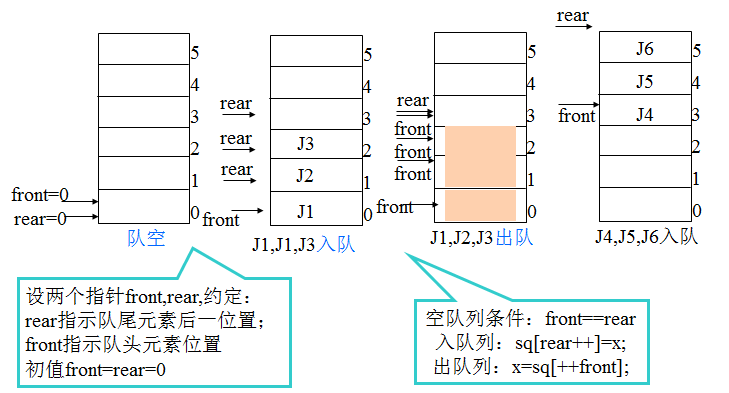 front=0
rear=0
5
4
3
2
1
0
队空
rear
rear
rear
front
J3
J2
J1
5
4
3
2
1
0
J1,J1,J3入队
rear
front
front
front
front
5
4
3
2
1
0
J1,J2,J3出队
rear
front
J6
J5
J4
5
4
3
2
1
0
J4,J5,J6入队
设两个指针front,rear,约定：
rear指示队尾元素后一位置；
front指示队头元素位置
初值front=rear=0
空队列条件：front==rear
入队列：sq[rear++]=x;
出队列：x=sq[++front];